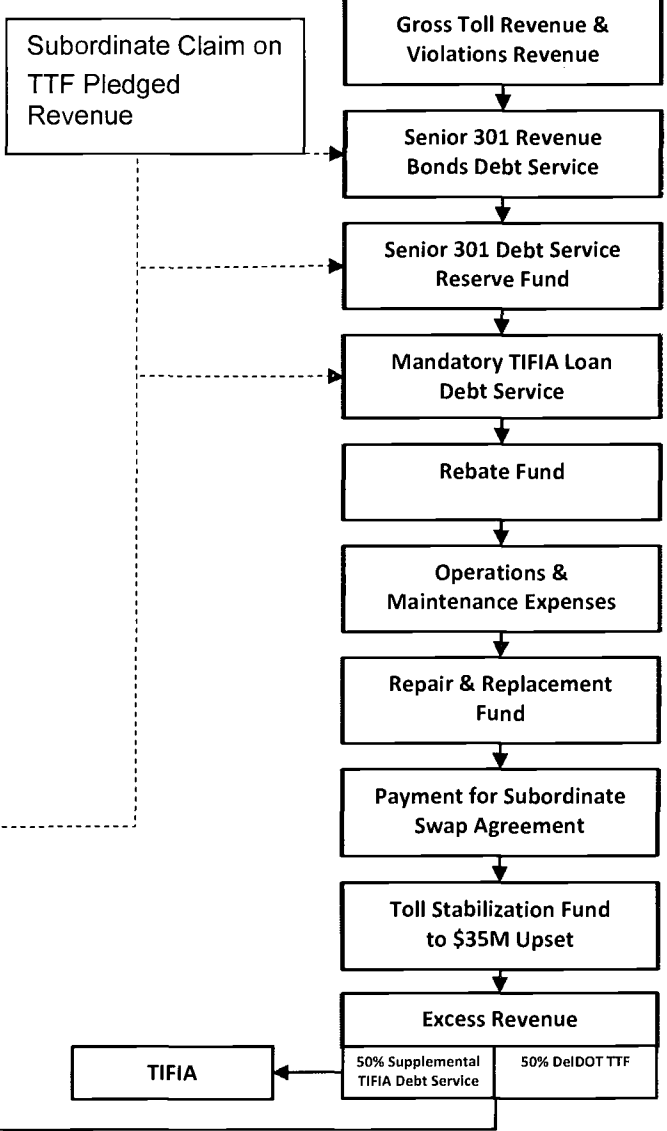 Subordinate Claim on
TTF Pledged
Revenue
Gross Toll Revenue &
Violations Revenue
Senior 301 Revenue
Bonds Debt Service
Senior 301 Debt Service
Reserve Fund
Mandatory TIFIA Loan
Debt Service
Rebate Fund
Operations &
Maintenance Expenses
Repair & Replacement
Fund
Payment for Subordinate
Swap Agreement
Toll Stabilization Fund
to $35M Upset
Excess Revenue
TIFIA
50% Supplemental
TIFIA Debt Service
50% DelDOT TTF